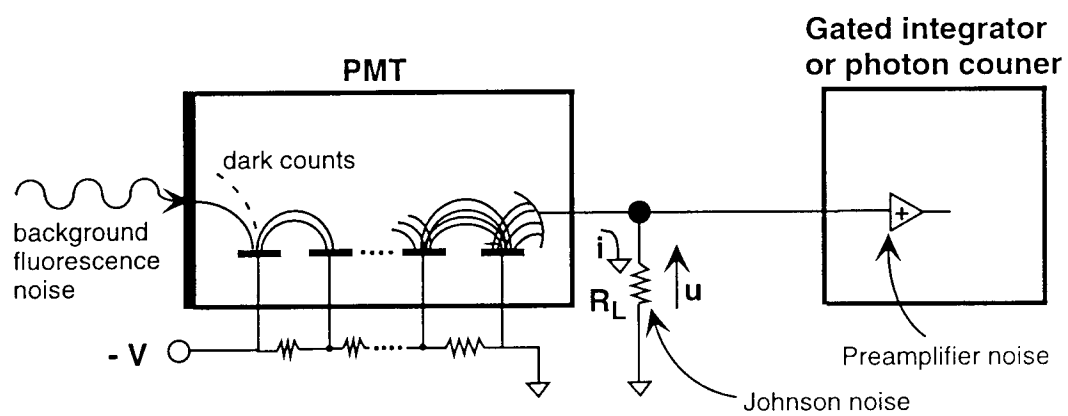 Gated integrator
or photon couner
PMT
dark counts
background
fluorescence
noise
i
R_L
u
- V
Preamplifier noise
Johnson noise